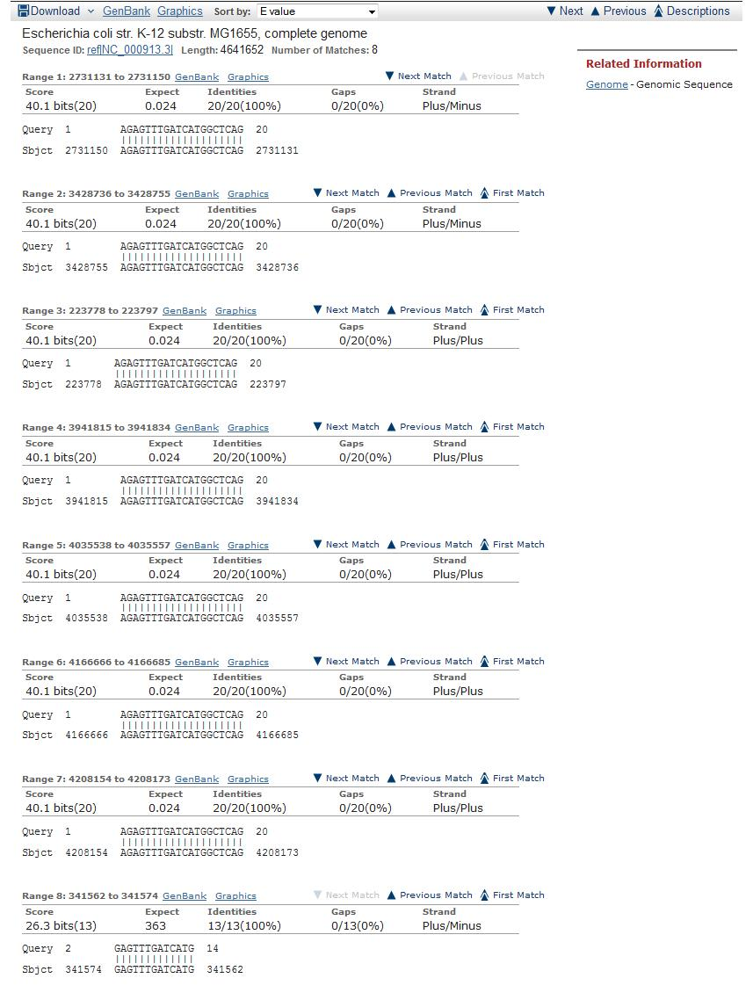 Download GenBank Graphics Sort by: E value Next Previous Descriptions
Escherichia coli str. K-12 substr. MG1655, complete genome
Sequence ID: ref|NC_000913.3| Length: 4641652 Number of Matches: 8
Related Information
Genome - Genomic Sequence
Range 1: 2731131 to 2731150 GenBank Graphics Next Match Previous Match
Score Expect Identities Gaps Strand
40.1 bits(20) 0.024 20/20(100%) 0/20(0%) Plus/Minus
Query 1 AGAGTTTGATCATGGCTCAG 20
||||||||||||||||||||
Sbjct 2731150 AGAGTTTGATCATGGCTCAG 2731131
Range 2: 3428736 to 3428755 GenBank Graphics Next Match Previous Match First Match
Score Expect Identities Gaps Strand
40.1 bits(20) 0.024 20/20(100%) 0/20(0%) Plus/Minus
Query 1 AGAGTTTGATCATGGCTCAG 20
||||||||||||||||||||
Sbjct 3428755 AGAGTTTGATCATGGCTCAG 3428736
Range 3: 223778 to 223797 GenBank Graphics Next Match Previous Match First Match
Score Expect Identities Gaps Strand
40.1 bits(20) 0.024 20/20(100%) 0/20(0%) Plus/Plus
Query 1 AGAGTTTGATCATGGCTCAG 20
||||||||||||||||||||
Sbjct 223778 AGAGTTTGATCATGGCTCAG 223797
Range 4: 3941815 to 3941834 GenBank Graphics Next Match Previous Match First Match
Score Expect Identities Gaps Strand
40.1 bits(20) 0.024 20/20(100%) 0/20(0%) Plus/Plus
Query 1 AGAGTTTGATCATGGCTCAG 20
||||||||||||||||||||
Sbjct 3941815 AGAGTTTGATCATGGCTCAG 3941834
Range 5: 4035538 to 4035557 GenBank Graphics Next Match Previous Match First Match
Score Expect Identities Gaps Strand
40.1 bits(20) 0.024 20/20(100%) 0/20(0%) Plus/Plus
Query 1 AGAGTTTGATCATGGCTCAG 20
||||||||||||||||||||
Sbjct 4035538 AGAGTTTGATCATGGCTCAG 4035557
Range 6: 4166666 to 4166685 GenBank Graphics Next Match Previous Match First Match
Score Expect Identities Gaps Strand
40.1 bits(20) 0.024 20/20(100%) 0/20(0%) Plus/Plus
Query 1 AGAGTTTGATCATGGCTCAG 20
||||||||||||||||||||
Sbjct 4166666 AGAGTTTGATCATGGCTCAG 4166685
Range 7: 4208154 to 4208173 GenBank Graphics Next Match Previous Match First Match
Score Expect Identities Gaps Strand
40.1 bits(20) 0.024 20/20(100%) 0/20(0%) Plus/Plus
Query 1 AGAGTTTGATCATGGCTCAG 20
||||||||||||||||||||
Sbjct 4208154 AGAGTTTGATCATGGCTCAG 4208173
Range 8: 341562 to 341574 GenBank Graphics Next Match Previous Match First Match
Score Expect Identities Gaps Strand
26.3 bits(13) 363 13/13(100%) 0/13(0%) Plus/Minus
Query 2 GAGTTTGATCATG 14
|||||||||||||
Sbjct 341574 GAGTTTGATCATG 341562